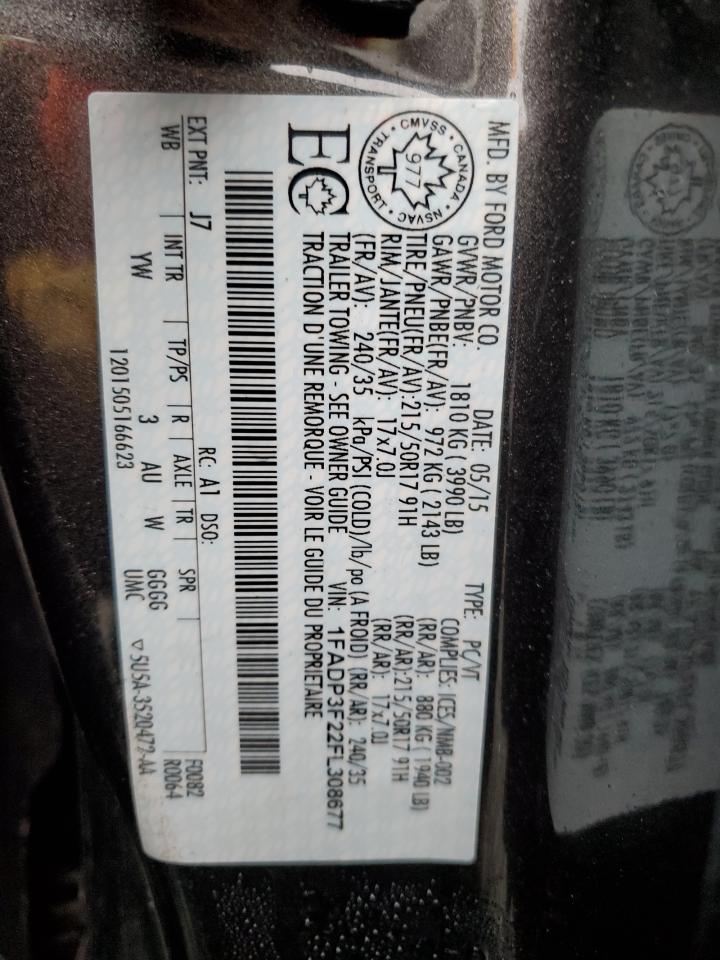 MFD. BY FORD MOTOR CO.
DATE: 05/15 TYPE: PC/VT
GVWR/PNBV: 1810 KG ( 3990 LB) COMPLIES: ICES/NMB-002
GAWR/PNBE(FR/AV): 972 KG ( 2143 LB) (RR/AR): 880 KG ( 1940 LB)
TIRE/PNEU(FR/AV):215/50R17 91H (RR/AR):215/50R17 91H
RIM/JANTE(FR/AV): 17x7.0J (RR/AR): 17x7.0J
(FR/AV): 240/35 kPa/PSI (COLD)/lb/po (A FROID) (RR/AR): 240/35
TRAILER TOWING - SEE OWNER GUIDE VIN: 1FADP3F22FL308677
TRACTION D'UNE REMORQUE - VOIR LE GUIDE DU PROPRIETAIRE
CMVSS · CANADA · NSVAC · TRANSPORT
977
EC
EXT PNT: J7 RC: A1 DSO: F0082
WB INT TR TP/PS R AXLE TR SPR R0064
YW 3 AU W GGGG
UMC
1201505166623 SU5A-3520472-AA